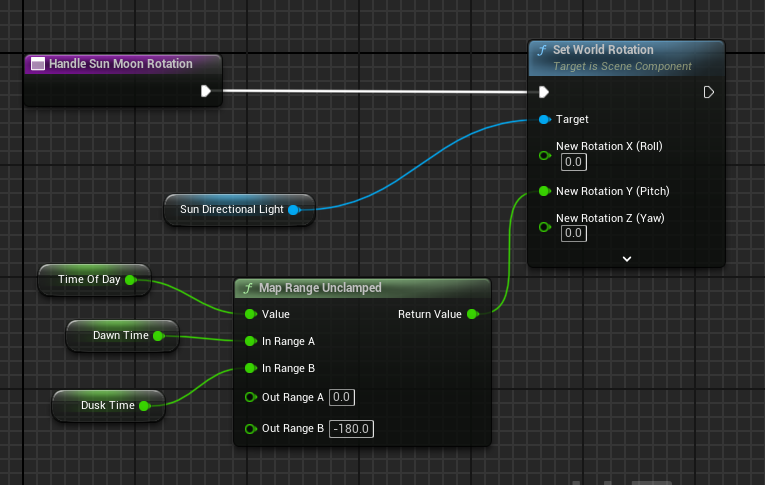 Handle Sun Moon Rotation
Set World Rotation
Target is Scene Component
Target
New Rotation X (Roll)
0.0
New Rotation Y (Pitch)
New Rotation Z (Yaw)
0.0
Sun Directional Light
Time Of Day
Dawn Time
Dusk Time
Map Range Unclamped
Value
Return Value
In Range A
In Range B
Out Range A 0.0
Out Range B -180.0